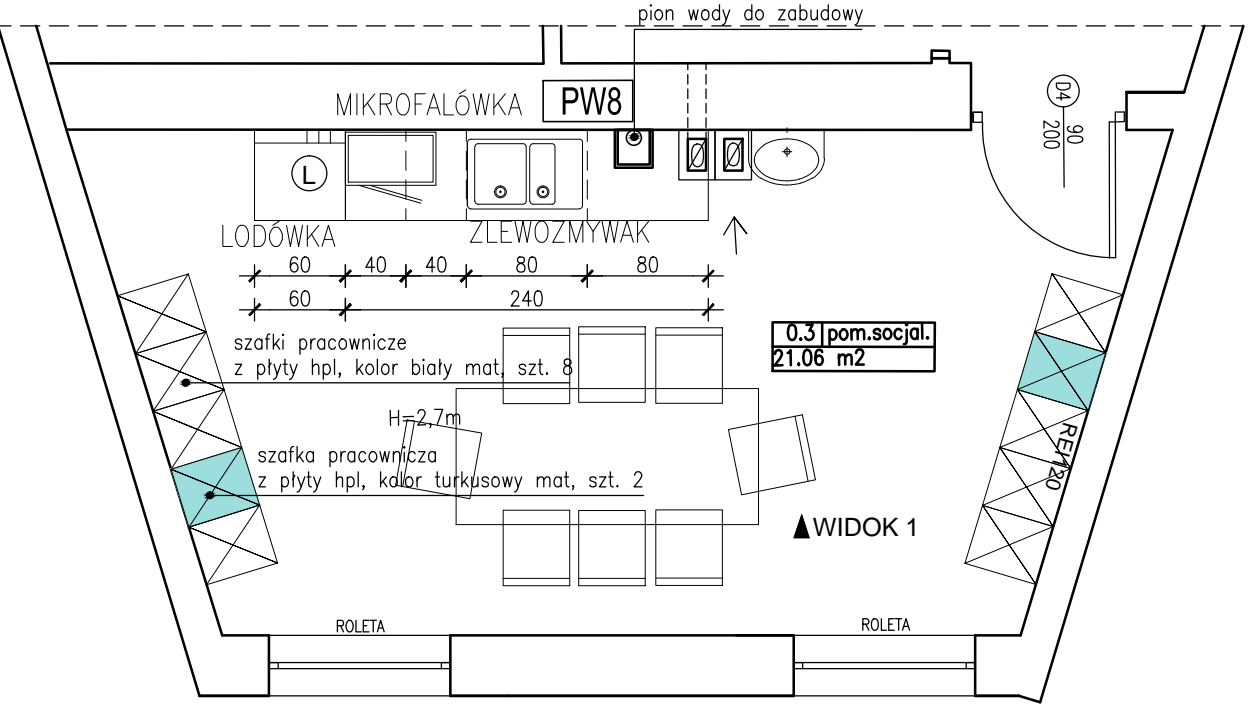 pion wody do zabudowy
MIKROFALÓWKA
PW8
D4
90
200
L
LODÓWKA
ZLEWOZMYWAK
60
40
40
80
80
60
240
szafki pracownicze
z płyty hpl, kolor biały mat, szt. 8
0.3 pom.socjal.
21.06 m2
H=2,7m
szafka pracownicza
z płyty hpl, kolor turkusowy mat, szt. 2
REI120
WIDOK 1
ROLETA
ROLETA